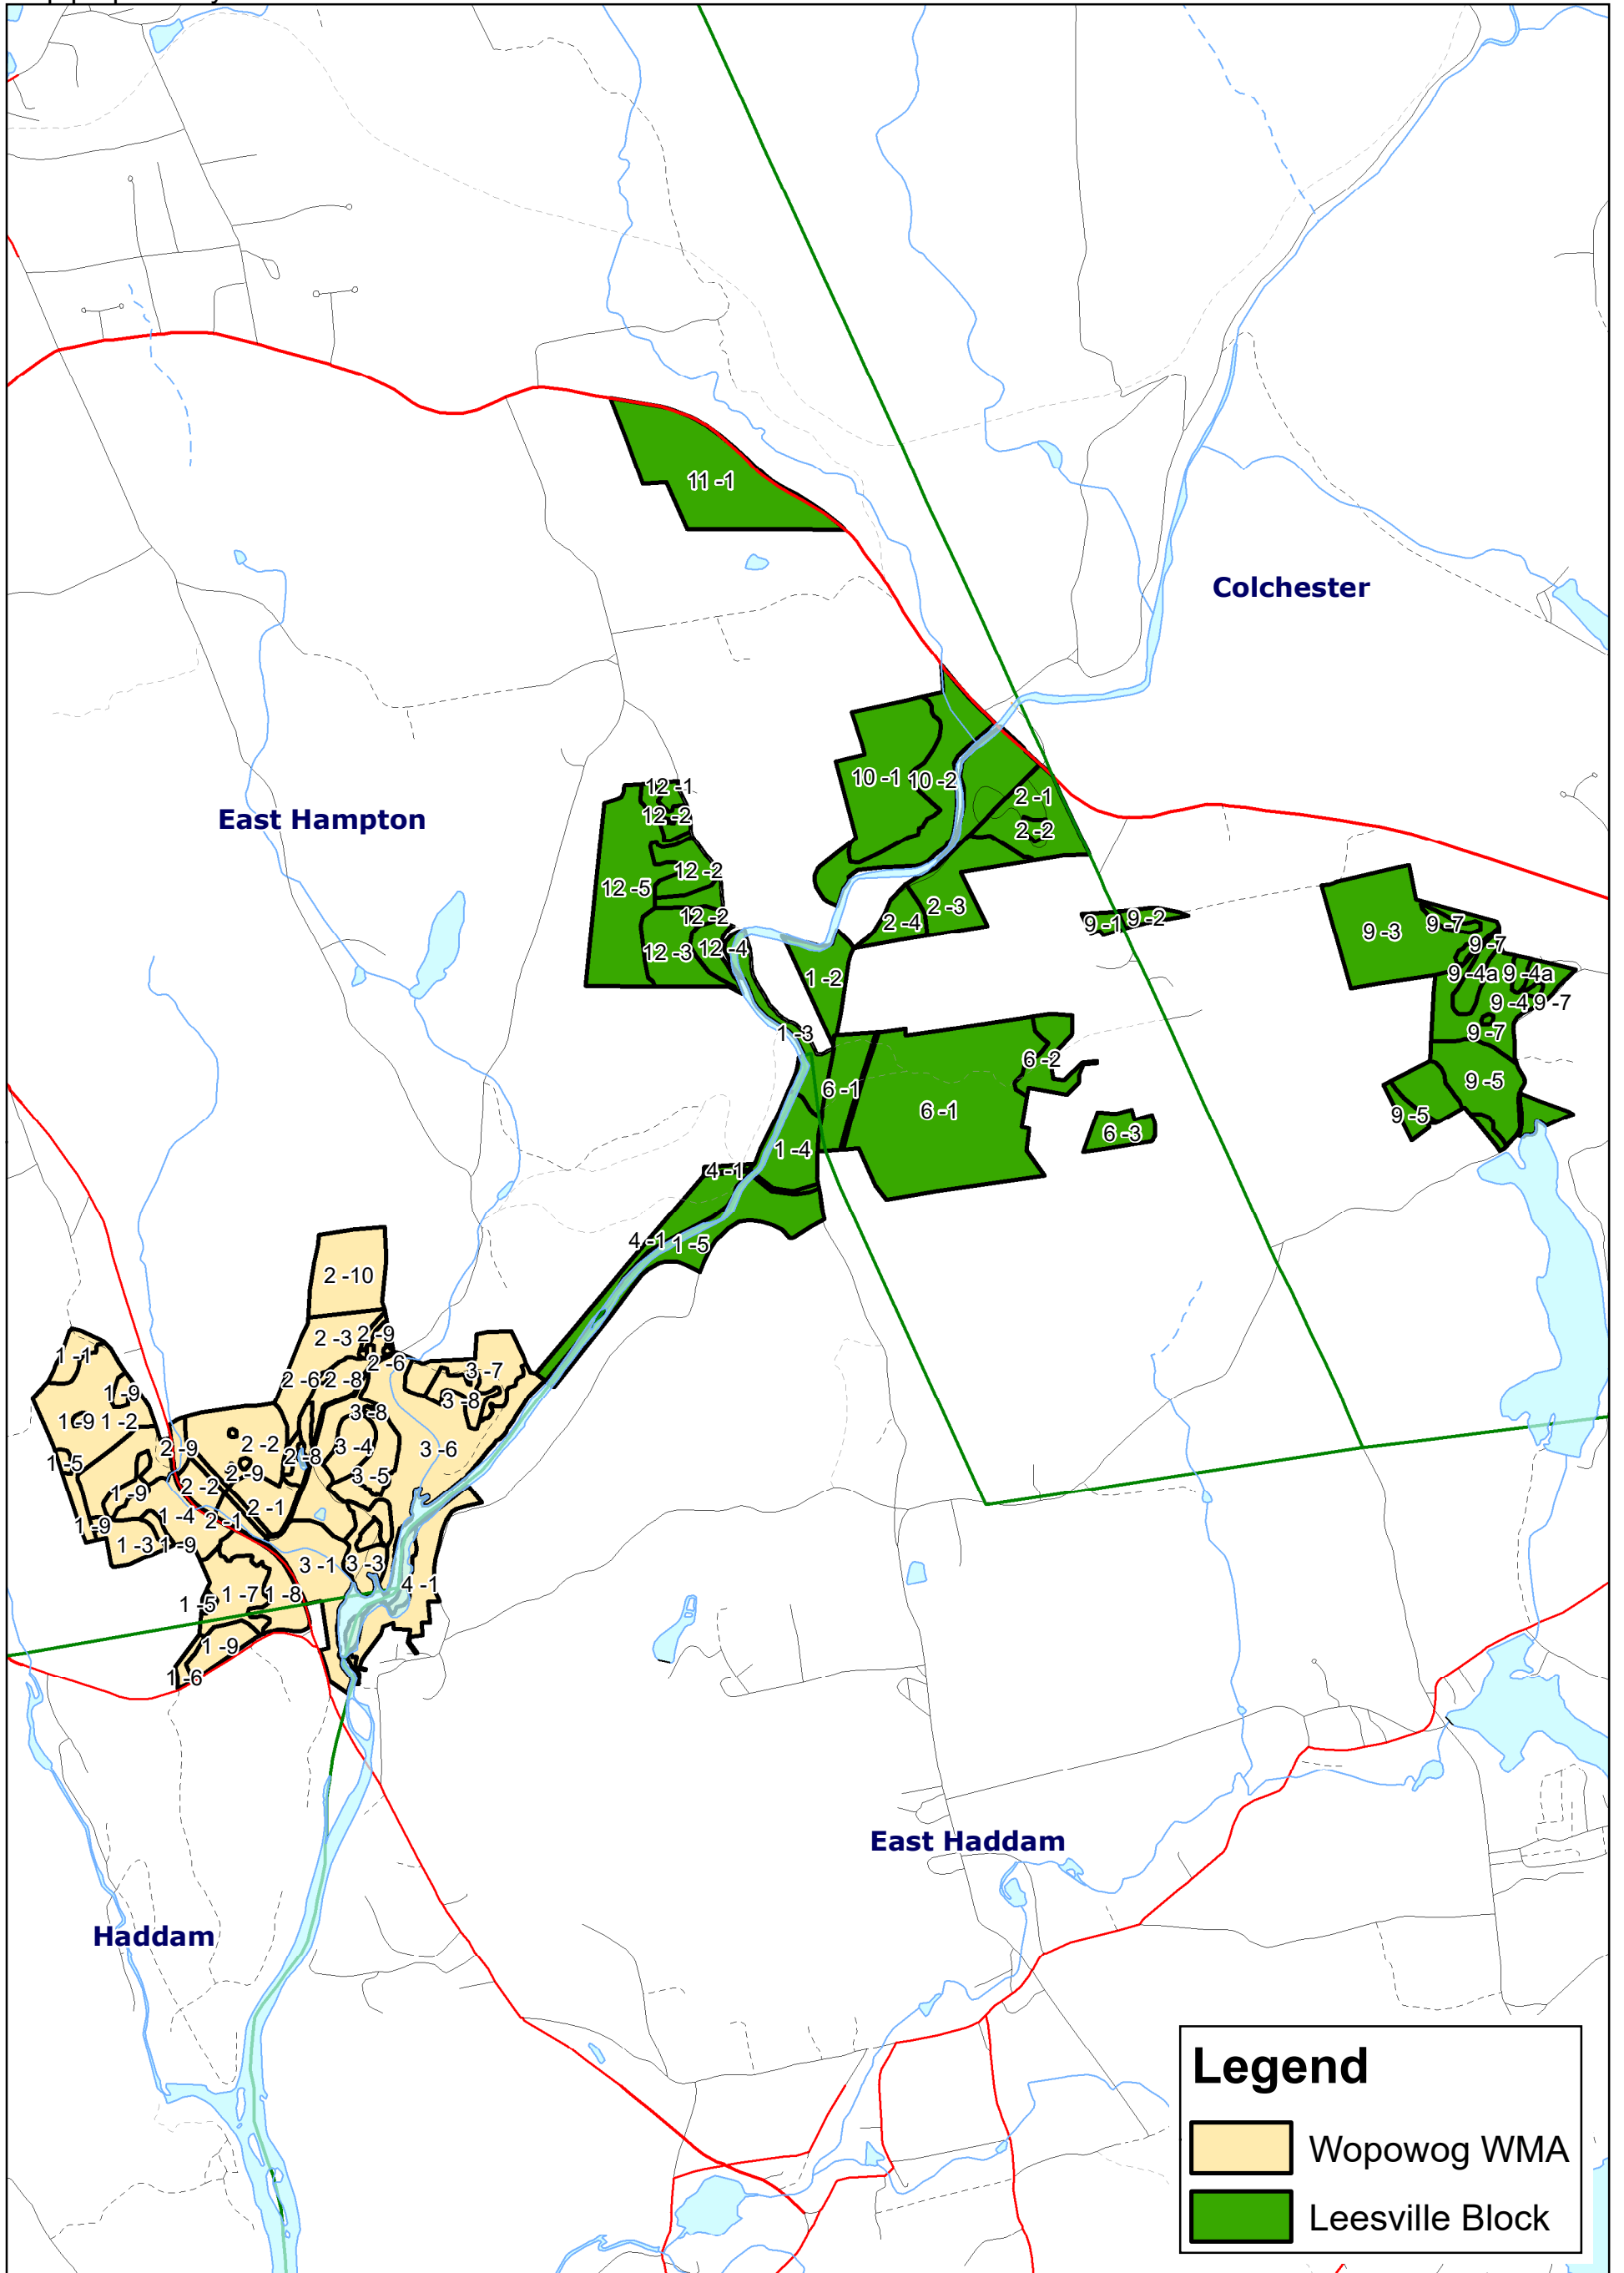 11 -1
Colchester
10 -1 10 -2
2 -1
2 -2
12 -1
12 -2
East Hampton
12 -2
12 -5
2 -3
2 -4
12 -2
9 -1 9 -2
9 -7
9 -3
9 -7
12 -3 12 -4
9 -4a 9 -4a
1 -2
9 -4 9 -7
9 -7
1 -3
6 -2
9 -5
6 -1
6 -1
9 -5
6 -3
1 -4
4 -1
4 -1 1 -5
2 -10
2 -3 2 -9
1 -1
2 -6
3 -7
2 -6 2 -8
1 -9
3 -8
3 -8
1 -9 1 -2
2 -9
2 -2
3 -4
3 -6
2 -8
1 -5
2 -9
3 -5
2 -2
1 -9
2 -1
1 -4
2 -1
1 -9
1 -3 1 -9
3 -1
3 -3
4 -1
1 -7 1 -8
1 -5
1 -9
1 -6
East Haddam
Haddam
Legend
Wopowog WMA
Leesville Block